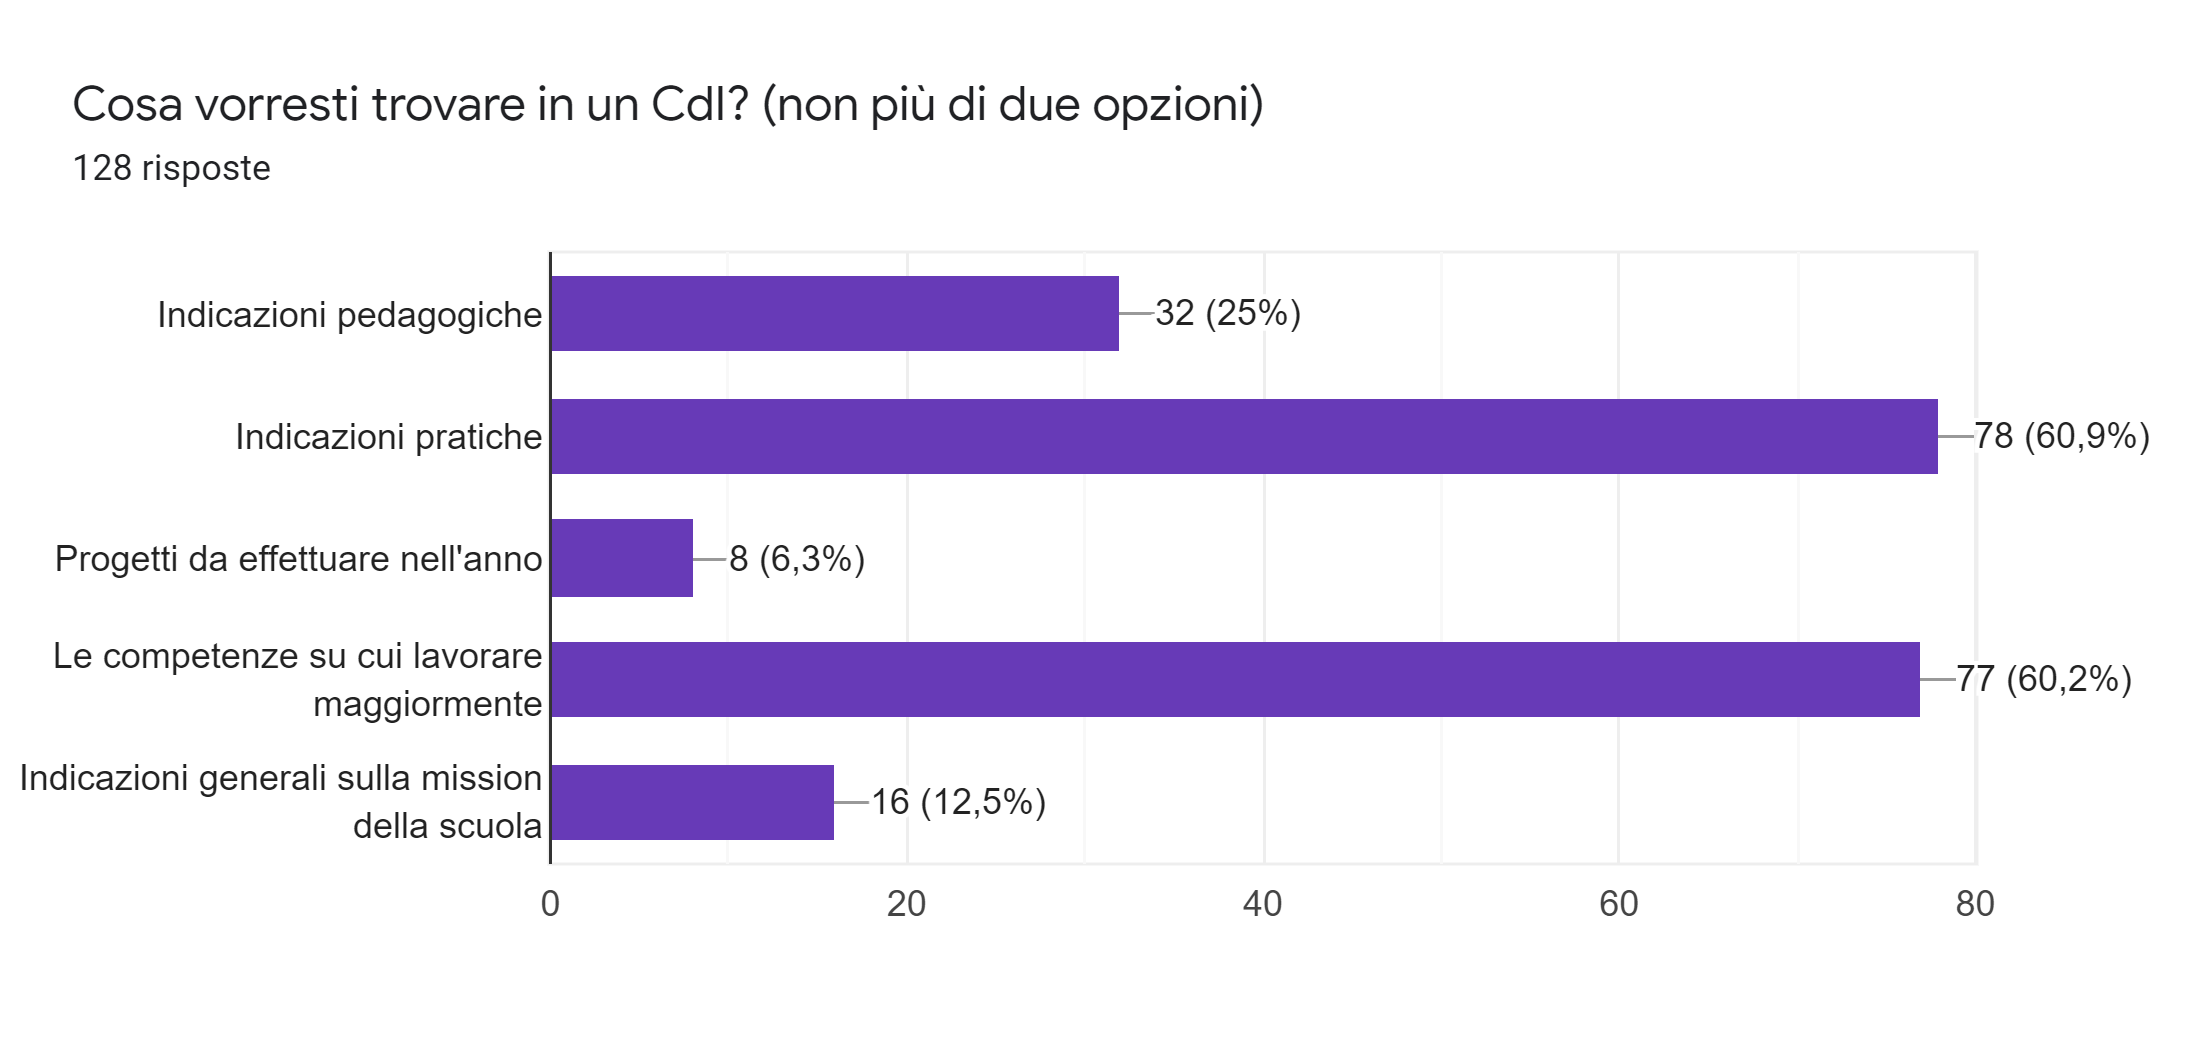 Cosa vorresti trovare in un CdI? (non più di due opzioni)
128 risposte
Indicazioni pedagogiche
32 (25%)
Indicazioni pratiche
78 (60,9%)
Progetti da effettuare nell'anno
8 (6,3%)
Le competenze su cui lavorare
maggiormente
77 (60,2%)
Indicazioni generali sulla mission
della scuola
16 (12,5%)
0 20 40 60 80